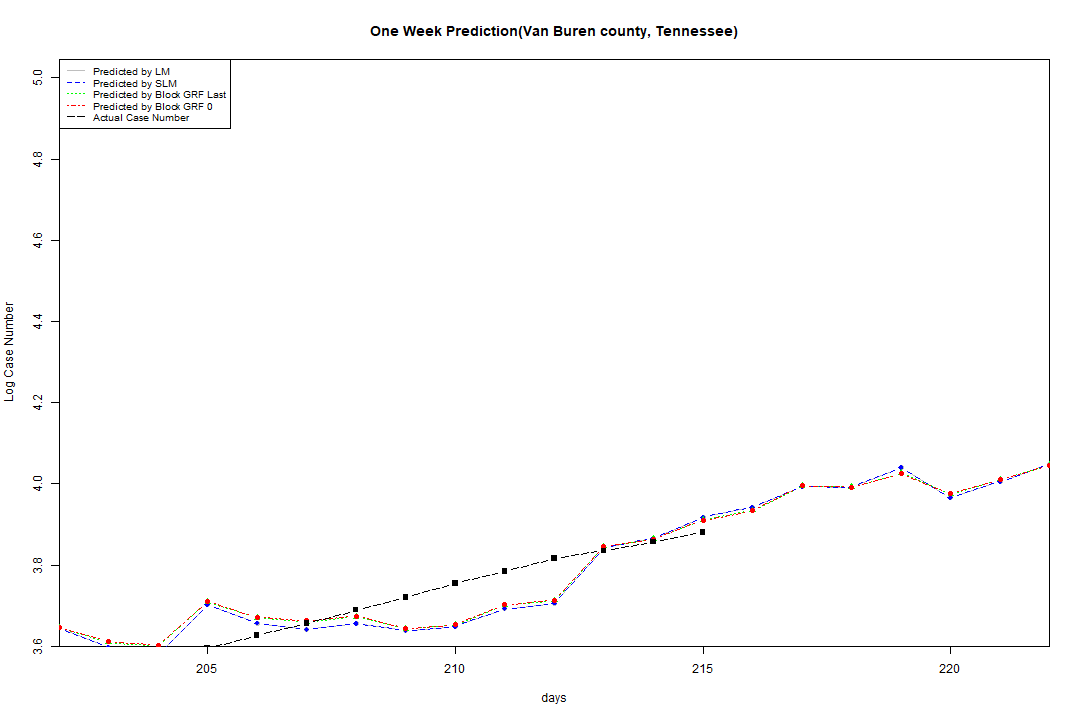 One Week Prediction(Van Buren county, Tennessee)
Predicted by LM
Predicted by SLM
Predicted by Block GRF Last
Predicted by Block GRF 0
Actual Case Number
5.0
4.8
4.6
4.4
4.2
4.0
3.8
3.6
Log Case Number
205 210 215 220
days